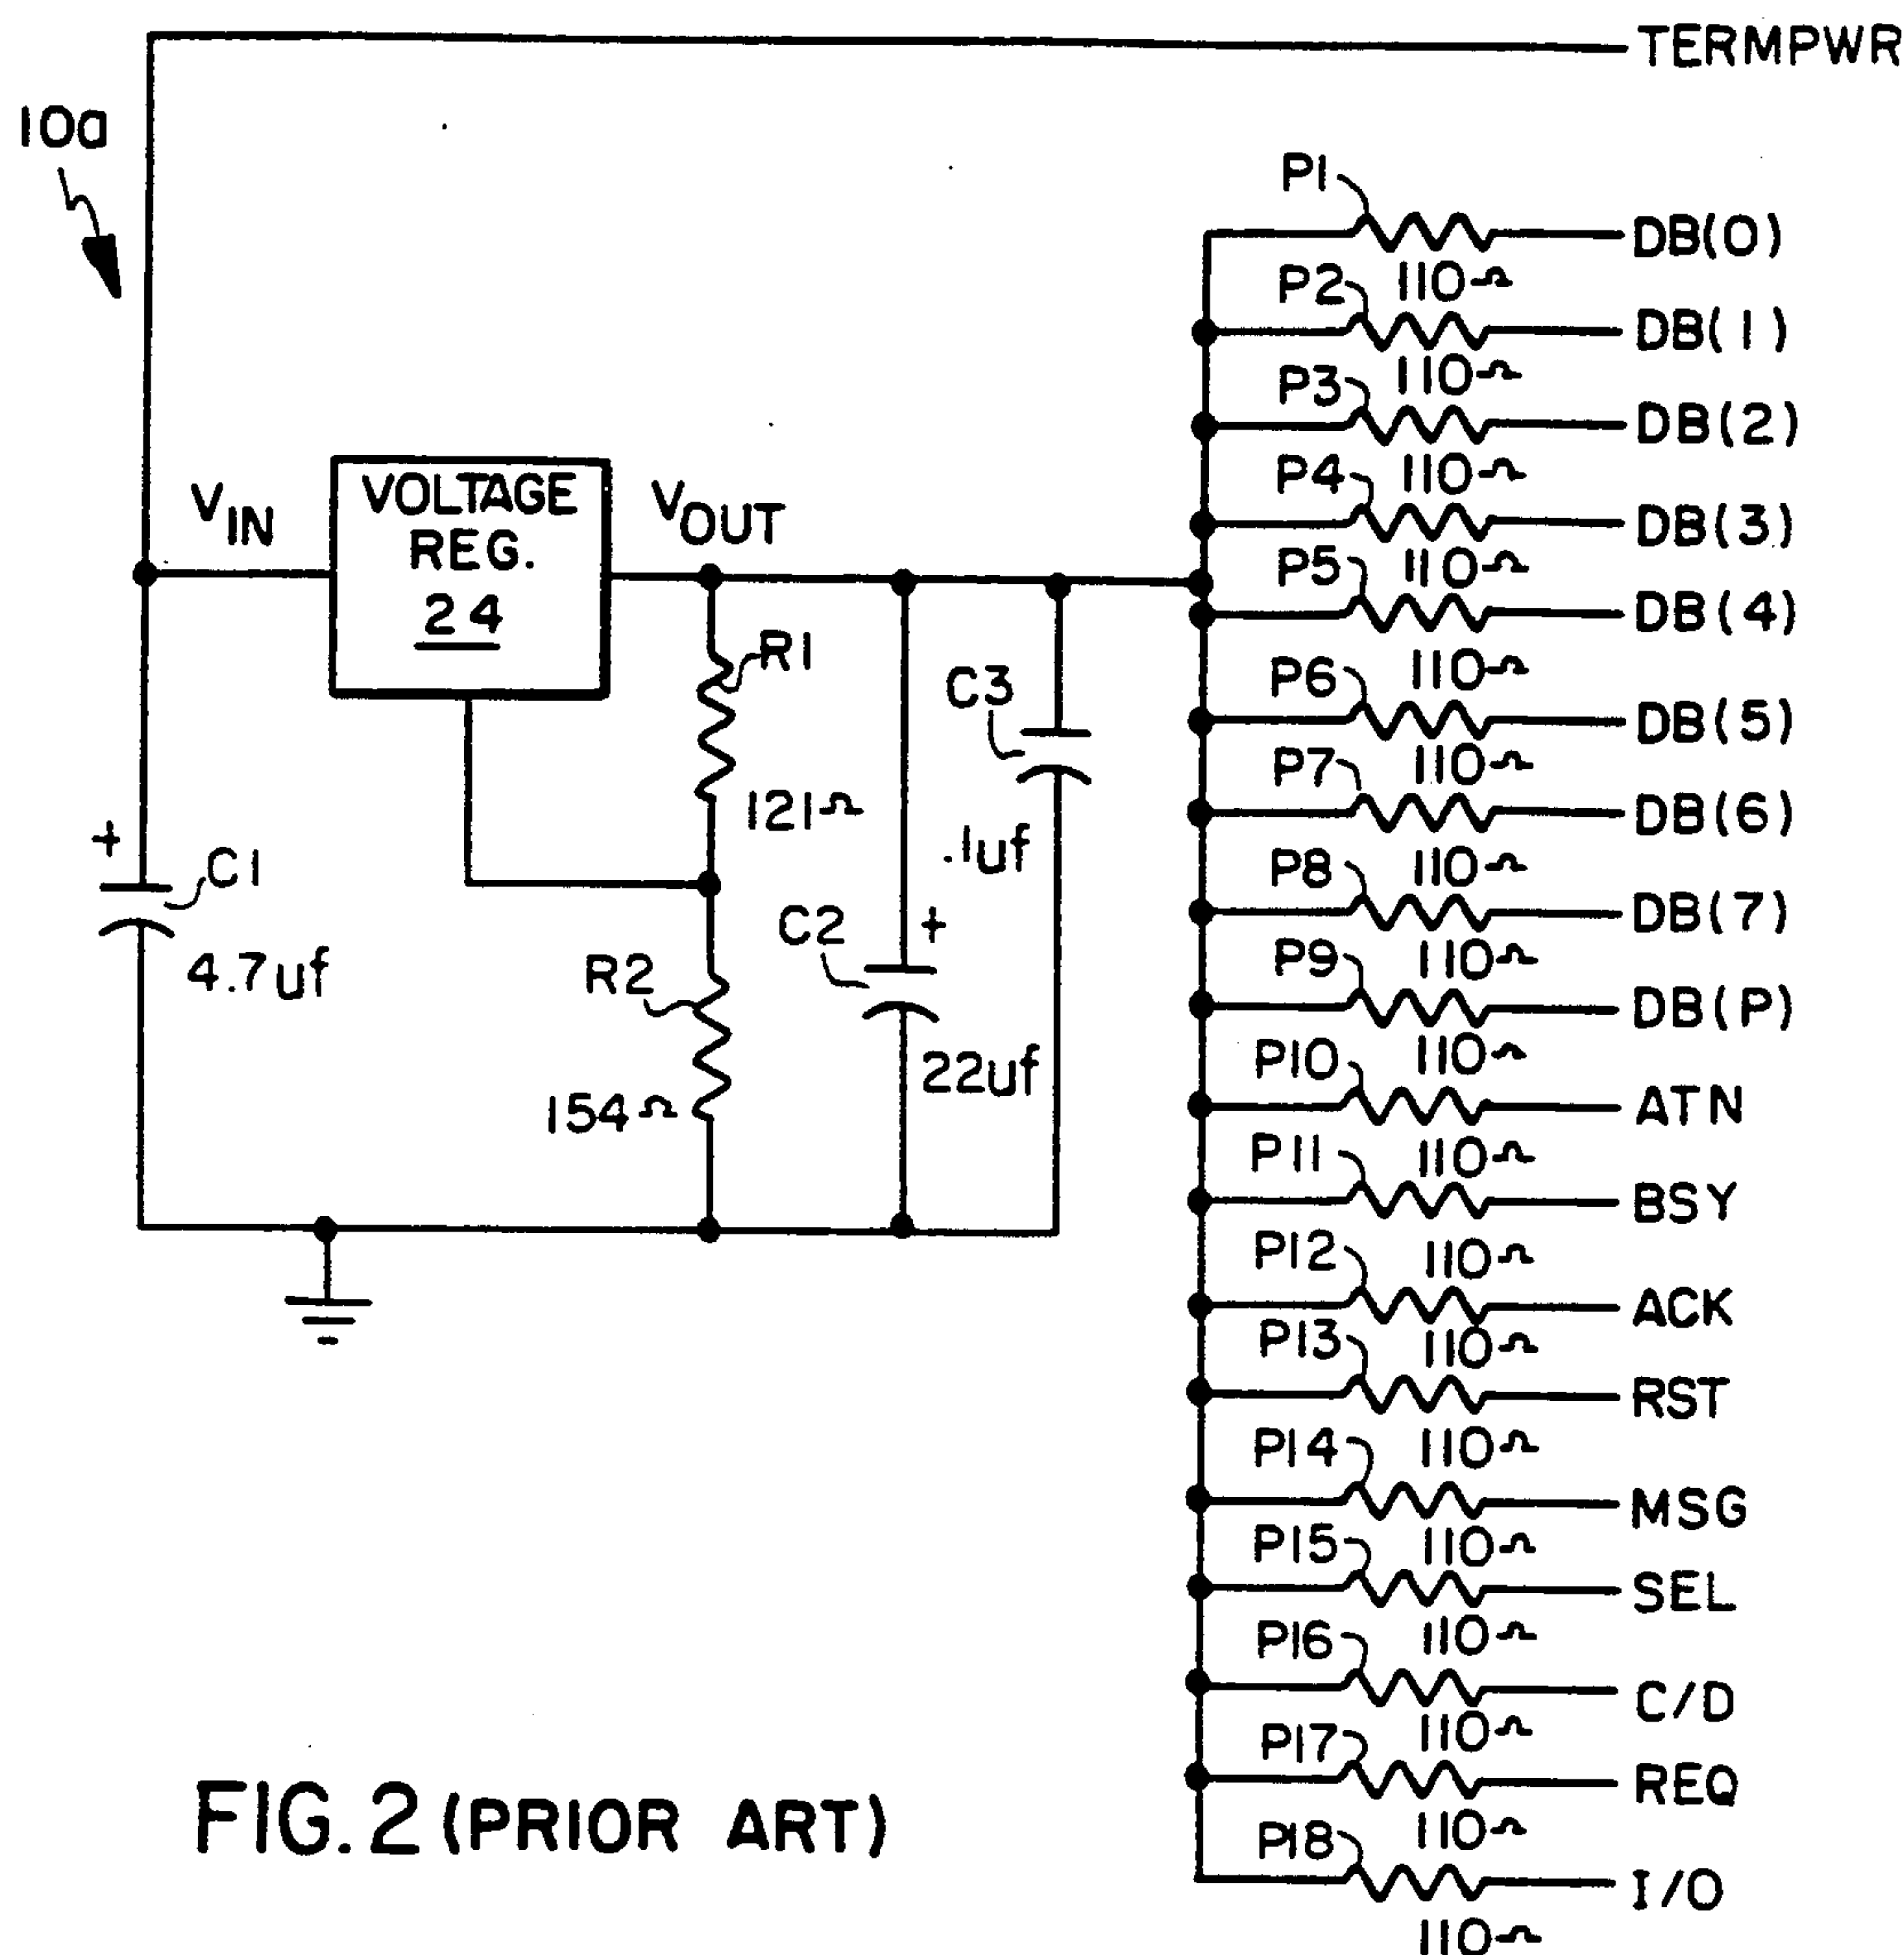 TERMPWR
10a
P1
DB(0)
P2 110Ω
DB(1)
P3 110Ω
DB(2)
P4 110Ω
DB(3)
P5 110Ω
DB(4)
P6 110Ω
DB(5)
P7 110Ω
DB(6)
P8 110Ω
DB(7)
P9 110Ω
DB(P)
P10 110Ω
ATN
P11 110Ω
BSY
P12 110Ω
ACK
P13 110Ω
RST
P14 110Ω
MSG
P15 110Ω
SEL
P16 110Ω
C/D
P17 110Ω
REQ
P18 110Ω
I/O
110Ω
VIN
VOLTAGE
REG.
24
VOUT
R1
121Ω
C3
.1uf
+
C1
4.7uf
C2
+
22uf
R2
154Ω
FIG. 2 (PRIOR ART)